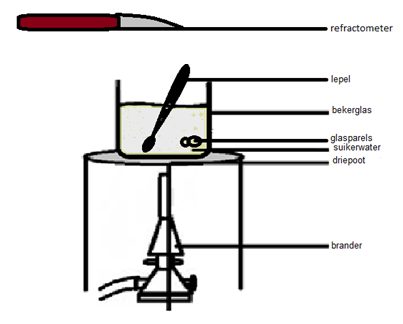 refractometer
lepel
bekerglas
glasparels
suikerwater
driepoot
brander